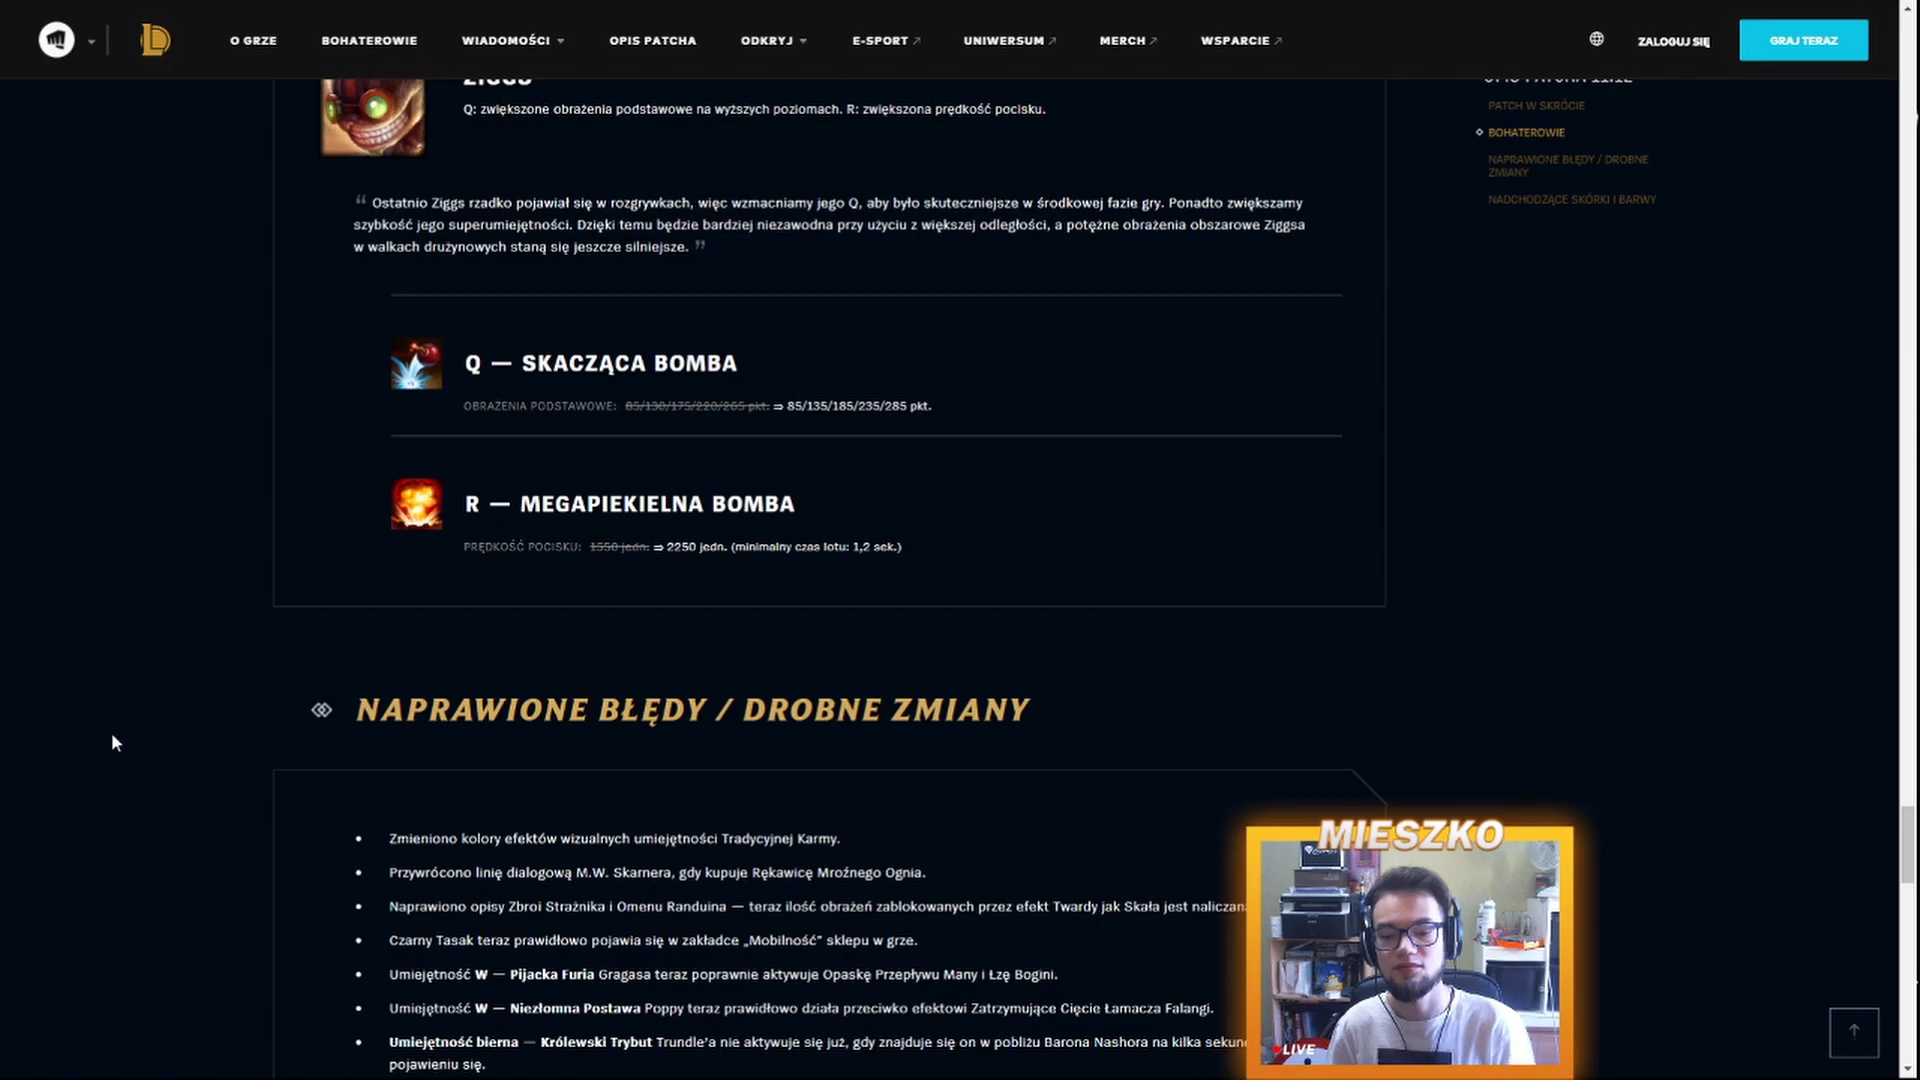 O GRZE
BOHATEROWIE
WIADOMOŚCI
OPIS PATCHA
ODKRYJ
E-SPORT
UNIWERSUM
MERCH
WSPARCIE
ZALOGUJ SIĘ
GRAJ TERAZ
ZIGGS
Q: zwiększone obrażenia podstawowe na wyższych poziomach. R: zwiększona prędkość pocisku.
OPIS PATCHA 11.12
PATCH W SKRÓCIE
BOHATEROWIE
NAPRAWIONE BŁĘDY / DROBNE
ZMIANY
NADCHODZĄCE SKÓRKI I BARWY
“ Ostatnio Ziggs rzadko pojawiał się w rozgrywkach, więc wzmacniamy jego Q, aby było skuteczniejsze w środkowej fazie gry. Ponadto zwiększamy
szybkość jego superumiejętności. Dzięki temu będzie bardziej niezawodna przy użyciu z większej odległości, a potężne obrażenia obszarowe Ziggsa
w walkach drużynowych staną się jeszcze silniejsze. ”
Q — SKACZĄCA BOMBA
OBRAŻENIA PODSTAWOWE: 85/130/175/220/265 pkt. ⇒ 85/135/185/235/285 pkt.
R — MEGAPIEKIELNA BOMBA
PRĘDKOŚĆ POCISKU: 1550 jedn. ⇒ 2250 jedn. (minimalny czas lotu: 1,2 sek.)
NAPRAWIONE BŁĘDY / DROBNE ZMIANY
• Zmieniono kolory efektów wizualnych umiejętności Tradycyjnej Karmy.
• Przywrócono linię dialogową M.W. Skarnera, gdy kupuje Rękawicę Mroźnego Ognia.
• Naprawiono opisy Zbroi Strażnika i Omenu Randuina — teraz ilość obrażeń zablokowanych przez efekt Twardy jak Skała jest naliczana
• Czarny Tasak teraz prawidłowo pojawia się w zakładce „Mobilność” sklepu w grze.
• Umiejętność W — Pijacka Furia Gragasa teraz poprawnie aktywuje Opaskę Przepływu Many i Łzę Bogini.
• Umiejętność W — Niezłomna Postawa Poppy teraz prawidłowo działa przeciwko efektowi Zatrzymujące Cięcie Łamacza Falangi.
• Umiejętność bierna — Królewski Trybut Trundle’a nie aktywuje się już, gdy znajduje się on w pobliżu Barona Nashora na kilka sekun
pojawieniu się.
MIESZKO
LIVE